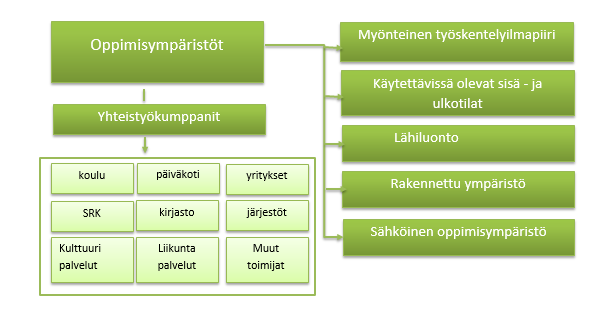 Oppimisympäristöt
Yhteistyökumppanit
koulu
päiväkoti
yritykset
SRK
kirjasto
järjestöt
Kulttuuri
palvelut
Liikunta
palvelut
Muut
toimijat
Myönteinen työskentelyilmapiiri
Käytettävissä olevat sisä - ja
ulkotilat
Lähiluonto
Rakennettu ympäristö
Sähköinen oppimisympäristö